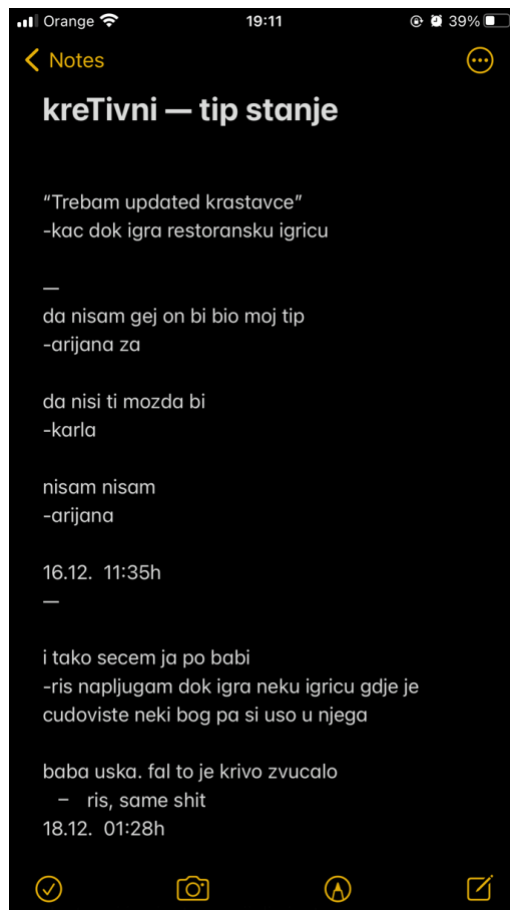 Orange 19:11 39%
Notes
kreTivni — tip stanje
“Trebam updated krastavce”
-kac dok igra restoransku igricu
—
da nisam gej on bi bio moj tip
-arijana za
da nisi ti mozda bi
-karla
nisam nisam
-arijana
16.12. 11:35h
—
i tako secem ja po babi
-ris napljugam dok igra neku igricu gdje je
cudoviste neki bog pa si uso u njega
baba uska. fal to je krivo zvucalo
– ris, same shit
18.12. 01:28h